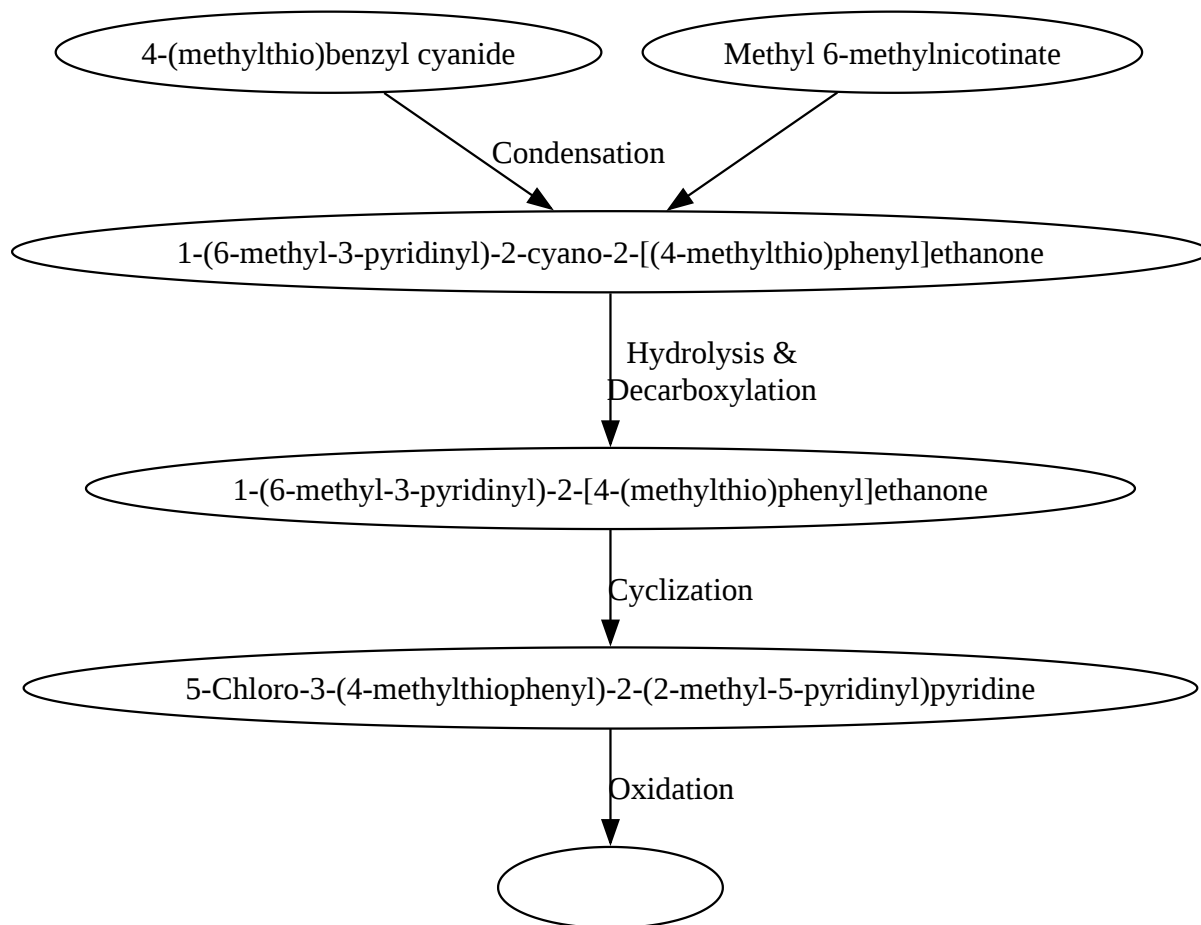 4-(methylthio)benzyl cyanide
Methyl 6-methylnicotinate
Condensation
1-(6-methyl-3-pyridinyl)-2-cyano-2-[(4-methylthio)phenyl]ethanone
Hydrolysis &
Decarboxylation
1-(6-methyl-3-pyridinyl)-2-[4-(methylthio)phenyl]ethanone
Cyclization
5-Chloro-3-(4-methylthiophenyl)-2-(2-methyl-5-pyridinyl)pyridine
Oxidation